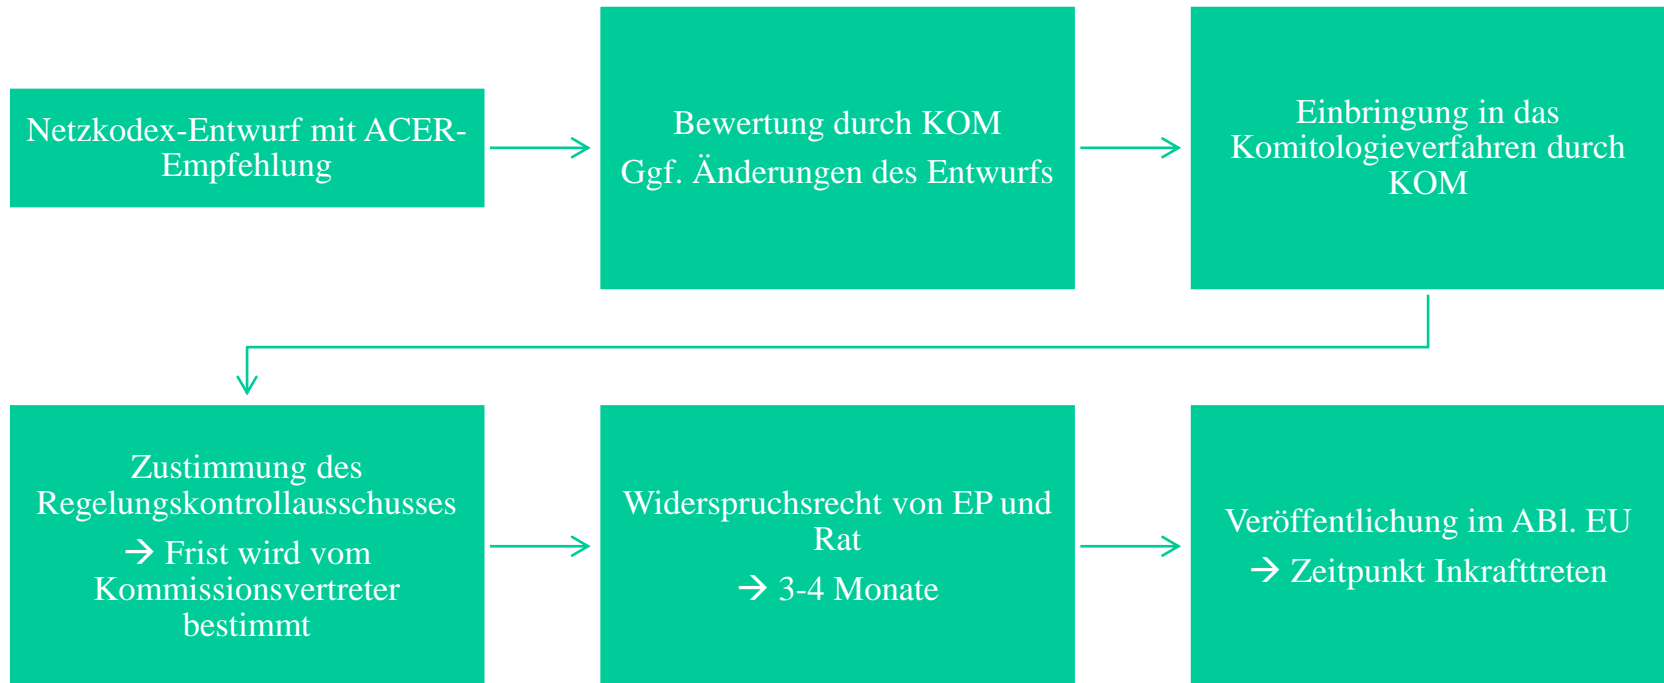 Netzkodex-Entwurf mit ACER-
Empfehlung
Bewertung durch KOM
Ggf. Änderungen des Entwurfs
Einbringung in das
Komitologieverfahren durch
KOM
Zustimmung des
Regelungskontrollausschusses
→ Frist wird vom
Kommissionsvertreter
bestimmt
Widerspruchsrecht von EP und
Rat
→ 3-4 Monate
Veröffentlichung im ABl. EU
→ Zeitpunkt Inkrafttreten